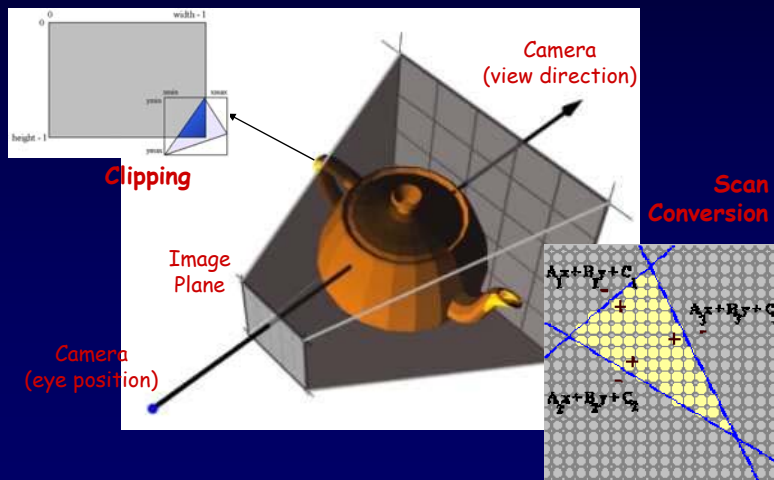 0 width - 1
0
xmin xmax
ymin
height - 1
ymax
Clipping
Camera
(view direction)
Scan
Conversion
Image
Plane
Camera
(eye position)
A1x + B1y + C1
-
+
A3x + B3y + C
-
+
+
-
A2x + B2y + C2